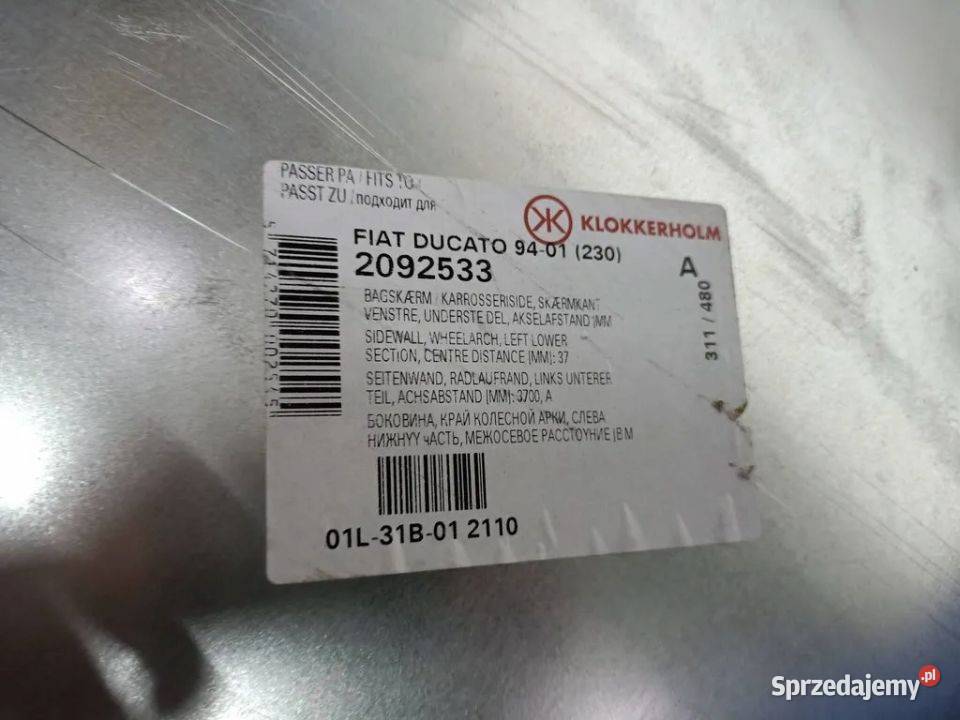 PASSER PA / FITS TO /
PASST ZU / подходит для
KLOKKERHOLM
FIAT DUCATO 94-01 (230)
2092533
A
311 / 480
BAGSKÆRM / KARROSSERISIDE, SKÆRMKANT
VENSTRE, UNDERSTE DEL, AKSELAFSTAND (MM
SIDEWALL, WHEELARCH, LEFT LOWER
SECTION, CENTRE DISTANCE [MM]: 37
SEITENWAND, RADLAUFRAND, LINKS UNTERER
TEIL, ACHSABSTAND [MM]: 3700, A
БОКОВИНА, КРАЙ КОЛЕСНОЙ АРКИ, СЛЕВА
НИЖНУУ ЧАСТЬ, МЕЖОСЕВОЕ РАССТОУНИЕ (В М
01L-31B-01 2110
Sprzedajemy.pl